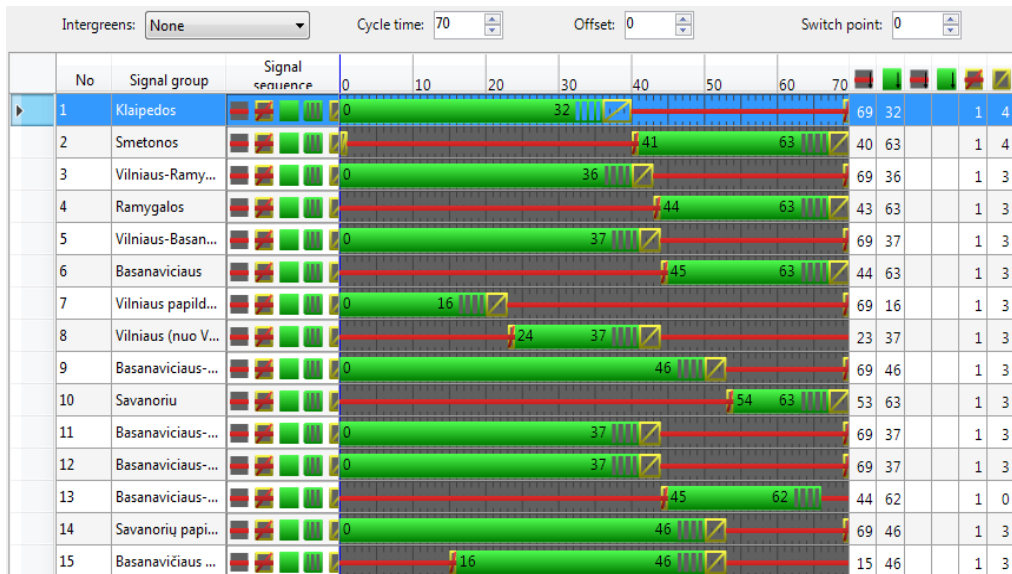 Intergreens: None Cycle time: 70 Offset: 0 Switch point: 0
No Signal group Signal sequence 0 10 20 30 40 50 60 70
1 Klaipedos 0 32 69 32 1 4
2 Smetonos 41 63 40 63 1 4
3 Vilniaus-Ramy... 0 36 69 36 1 3
4 Ramygalos 44 63 43 63 1 3
5 Vilniaus-Basan... 0 37 69 37 1 3
6 Basanaviciaus 45 63 44 63 1 3
7 Vilniaus papild... 0 16 69 16 1 3
8 Vilniaus (nuo V... 24 37 23 37 1 3
9 Basanaviciaus-... 0 46 69 46 1 3
10 Savanoriu 54 63 53 63 1 3
11 Basanaviciaus-... 0 37 69 37 1 3
12 Basanaviciaus-... 0 37 69 37 1 3
13 Basanaviciaus-... 45 62 44 62 1 0
14 Savanorių papi... 0 46 69 46 1 3
15 Basanavičiaus ... 16 46 15 46 1 3